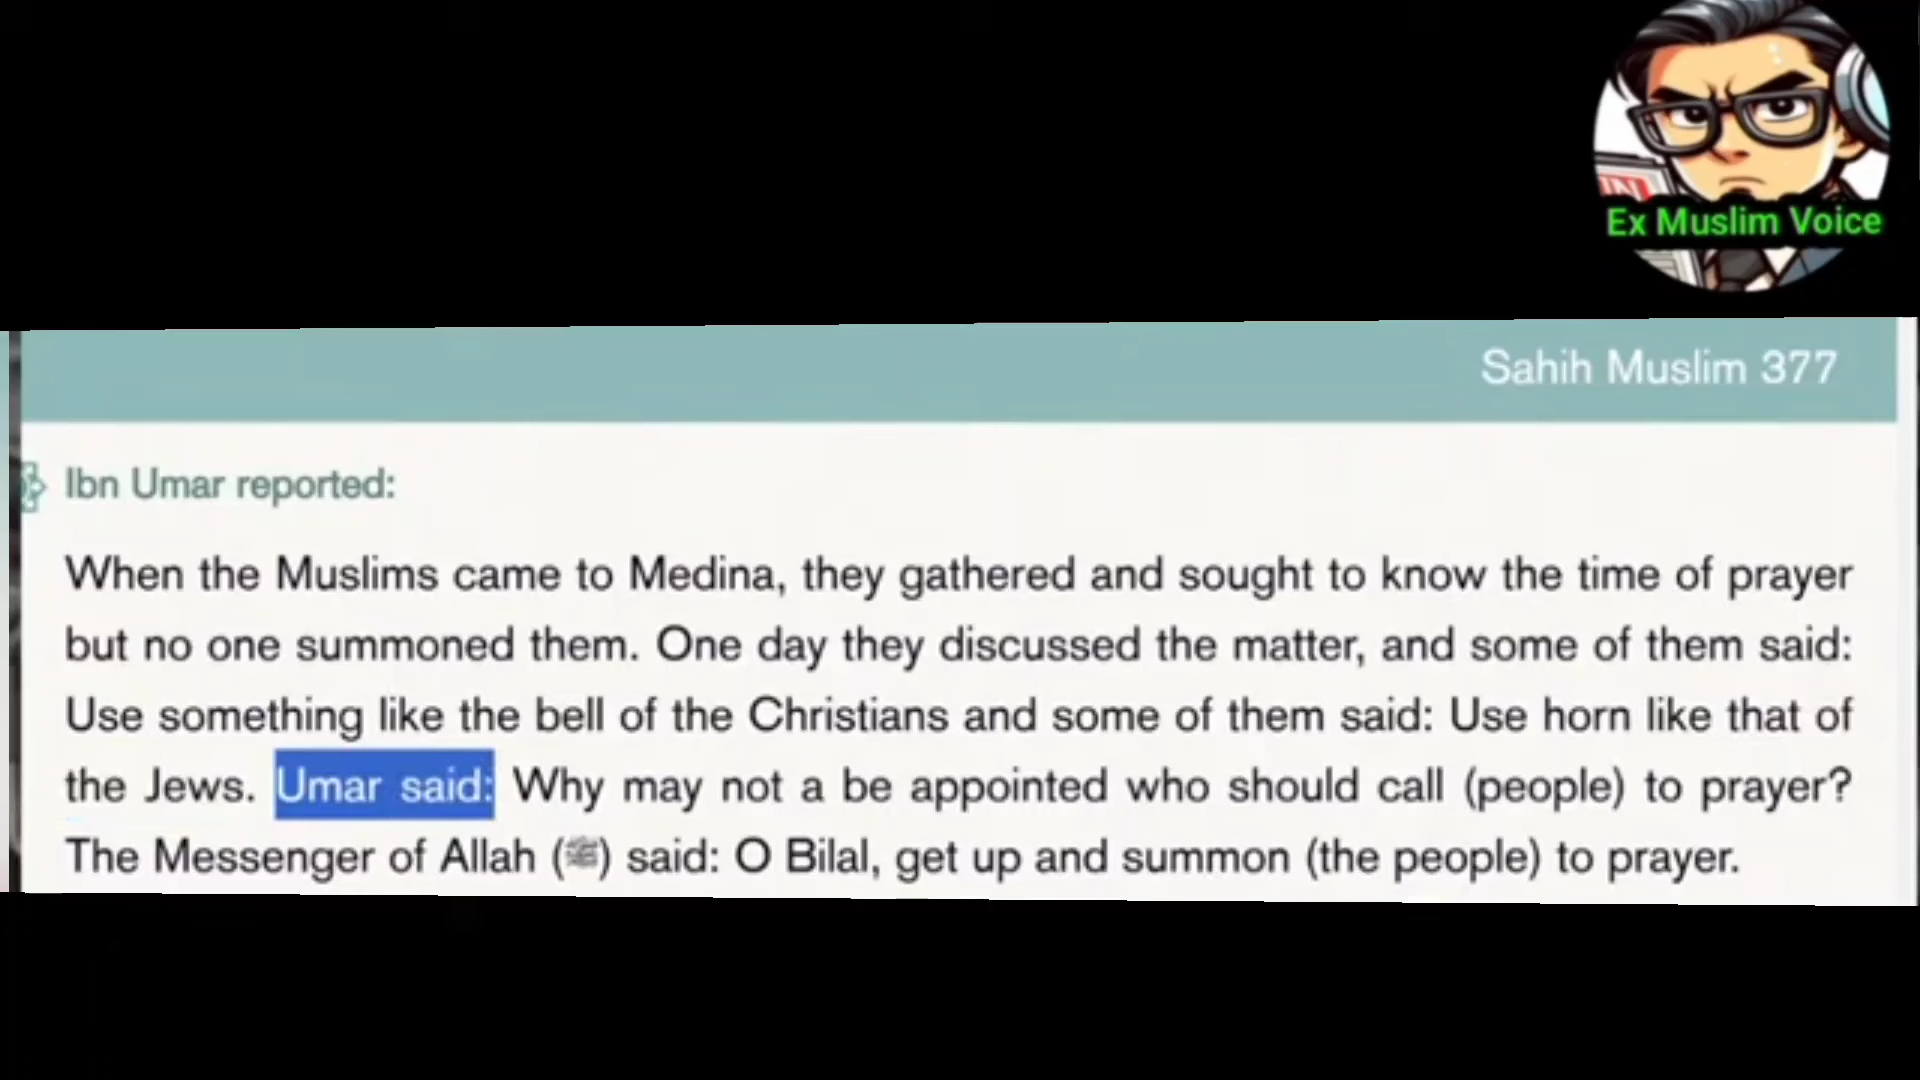 Ex Muslim Voice
Sahih Muslim 377
Ibn Umar reported:
When the Muslims came to Medina, they gathered and sought to know the time of prayer
but no one summoned them. One day they discussed the matter, and some of them said:
Use something like the bell of the Christians and some of them said: Use horn like that of
the Jews. Umar said: Why may not a be appointed who should call (people) to prayer?
The Messenger of Allah (ﷺ) said: O Bilal, get up and summon (the people) to prayer.